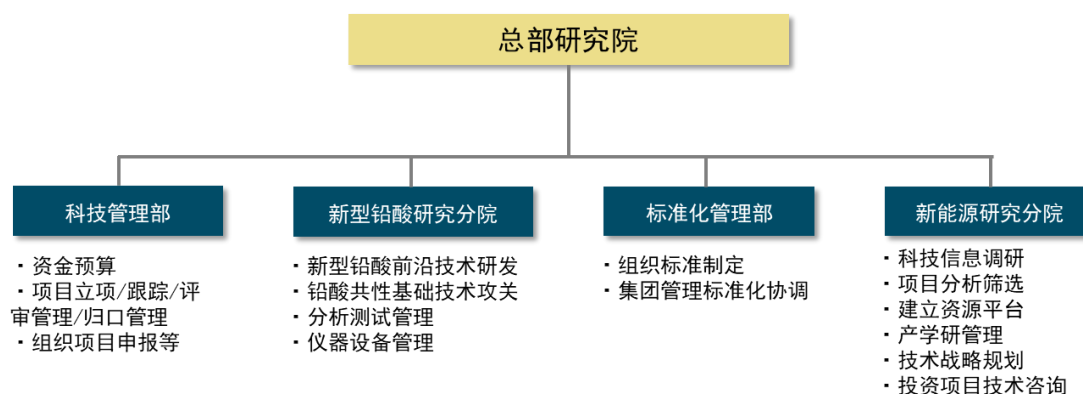 总部研究院
科技管理部
· 资金预算
· 项目立项/跟踪/评
审管理/归口管理
· 组织项目申报等
新型铅酸研究分院
· 新型铅酸前沿技术研发
· 铅酸共性基础技术攻关
· 分析测试管理
· 仪器设备管理
标准化管理部
· 组织标准制定
· 集团管理标准化协调
新能源研究分院
· 科技信息调研
· 项目分析筛选
· 建立资源平台
· 产学研管理
· 技术战略规划
· 投资项目技术咨询